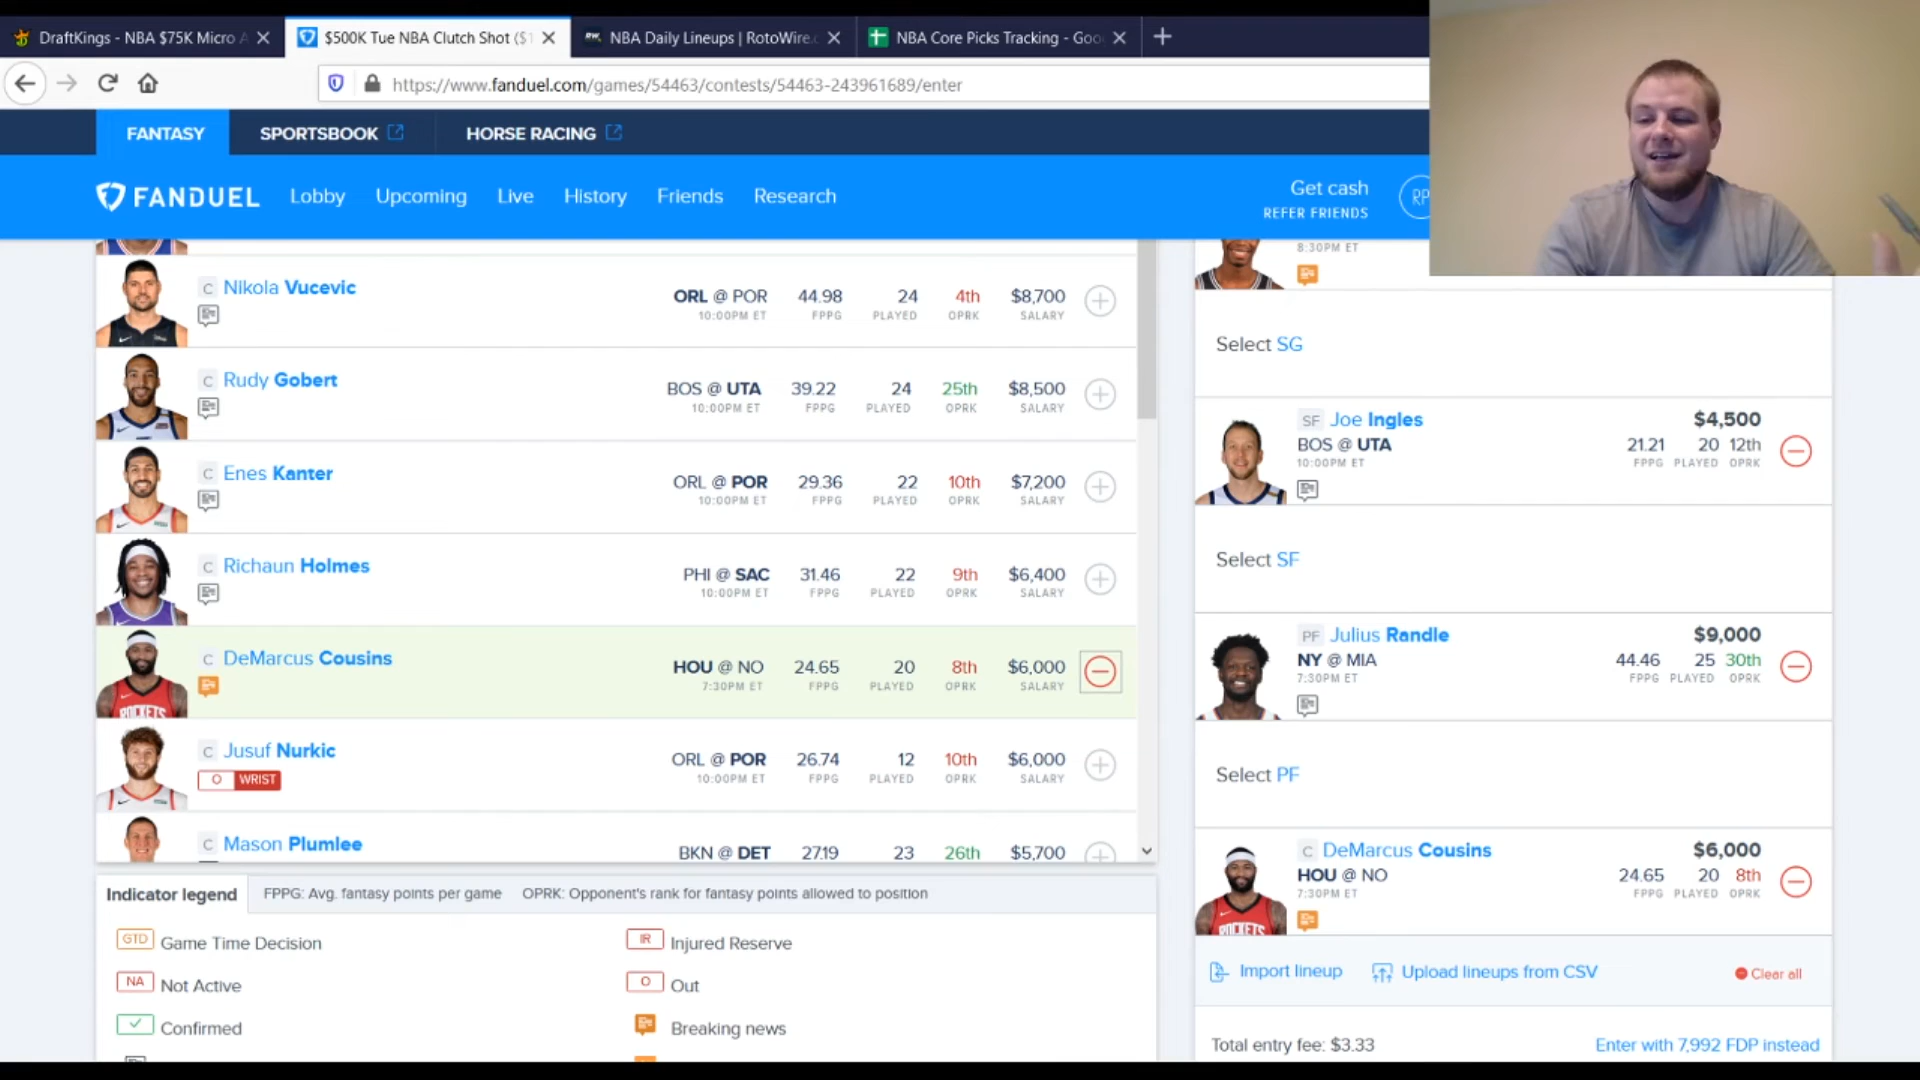 DraftKings - NBA $75K Micro A
$500K Tue NBA Clutch Shot ($1
NBA Daily Lineups | RotoWire.c
NBA Core Picks Tracking - Goo
https://www.fanduel.com/games/54463/contests/54463-243961689/enter
FANTASY SPORTSBOOK HORSE RACING
FANDUEL Lobby Upcoming Live History Friends Research
Get cash
REFER FRIENDS
RP
C Nikola Vucevic ORL @ POR 44.98 24 4th $8,700
10:00PM ET FPPG PLAYED OPRK SALARY
C Rudy Gobert BOS @ UTA 39.22 24 25th $8,500
10:00PM ET FPPG PLAYED OPRK SALARY
C Enes Kanter ORL @ POR 29.36 22 10th $7,200
10:00PM ET FPPG PLAYED OPRK SALARY
C Richaun Holmes PHI @ SAC 31.46 22 9th $6,400
10:00PM ET FPPG PLAYED OPRK SALARY
C DeMarcus Cousins HOU @ NO 24.65 20 8th $6,000
7:30PM ET FPPG PLAYED OPRK SALARY
ROCKETS
C Jusuf Nurkic ORL @ POR 26.74 12 10th $6,000
O WRIST 10:00PM ET FPPG PLAYED OPRK SALARY
C Mason Plumlee BKN @ DET 27.19 23 26th $5,700
Indicator legend FPPG: Avg. fantasy points per game OPRK: Opponent's rank for fantasy points allowed to position
GTD Game Time Decision
IR Injured Reserve
NA Not Active
O Out
Confirmed
Breaking news
8:30PM ET
Select SG
SF Joe Ingles $4,500
BOS @ UTA 21.21 20 12th
10:00PM ET FPPG PLAYED OPRK
Select SF
PF Julius Randle $9,000
NY @ MIA 44.46 25 30th
7:30PM ET FPPG PLAYED OPRK
Select PF
C DeMarcus Cousins $6,000
HOU @ NO 24.65 20 8th
7:30PM ET FPPG PLAYED OPRK
ROCKETS
Import lineup Upload lineups from CSV Clear all
Total entry fee: $3.33 Enter with 7,992 FDP instead